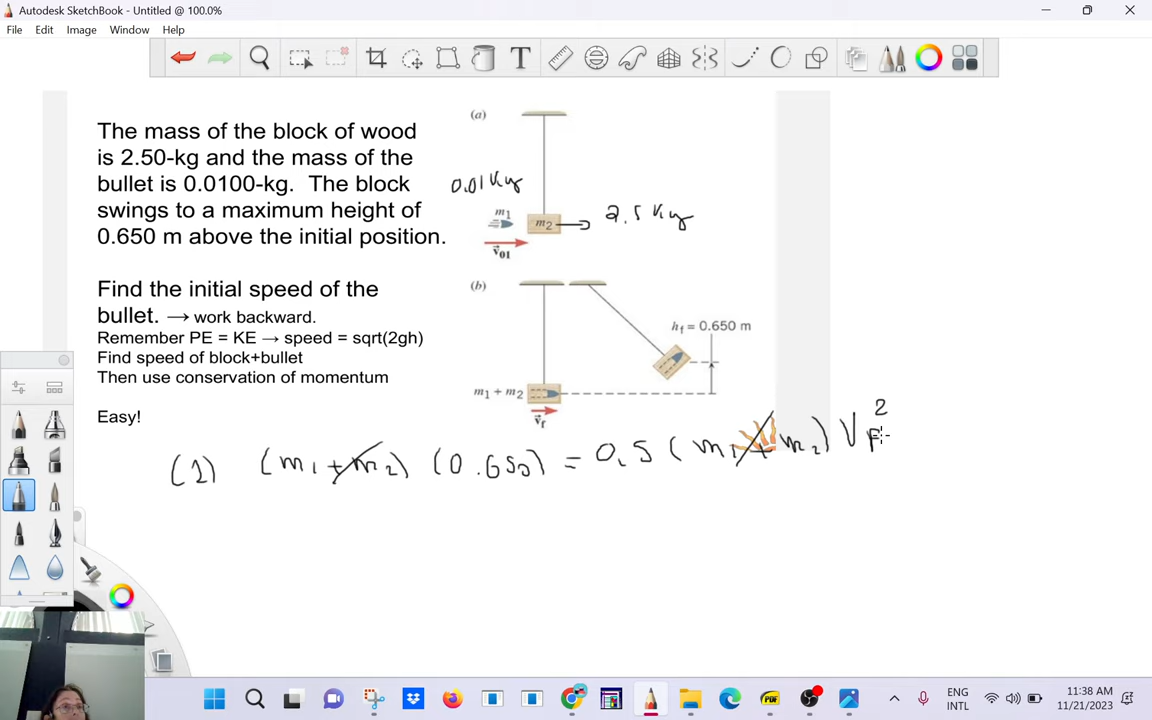 Autodesk SketchBook - Untitled @ 100.0%
File Edit Image Window Help
The mass of the block of wood
is 2.50-kg and the mass of the
bullet is 0.0100-kg. The block
swings to a maximum height of
0.650 m above the initial position.
Find the initial speed of the
bullet. → work backward.
Remember PE = KE → speed = sqrt(2gh)
Find speed of block+bullet
Then use conservation of momentum
Easy!
(a)
0.01 Kg
m1
m2
2.5 Kg
v01
(b)
hf = 0.650 m
m1 + m2
vf
(1) (m1+m2) (0.650) = 0.5 (m1+m2) VF^2
ENG
INTL
11:38 AM
11/21/2023